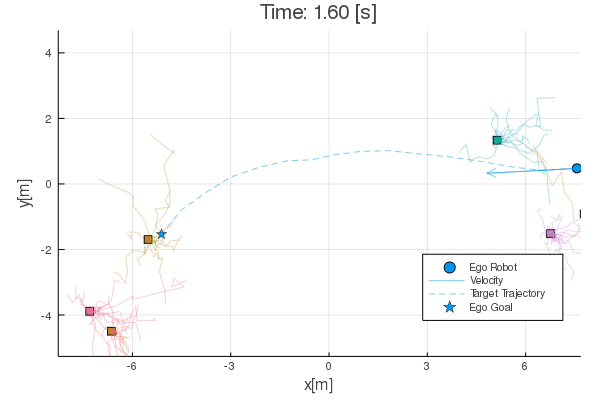 Time: 1.60 [s]
4
2
0
-2
-4
y[m]
-6
-3
0
3
6
x[m]
Ego Robot
Velocity
Target Trajectory
Ego Goal